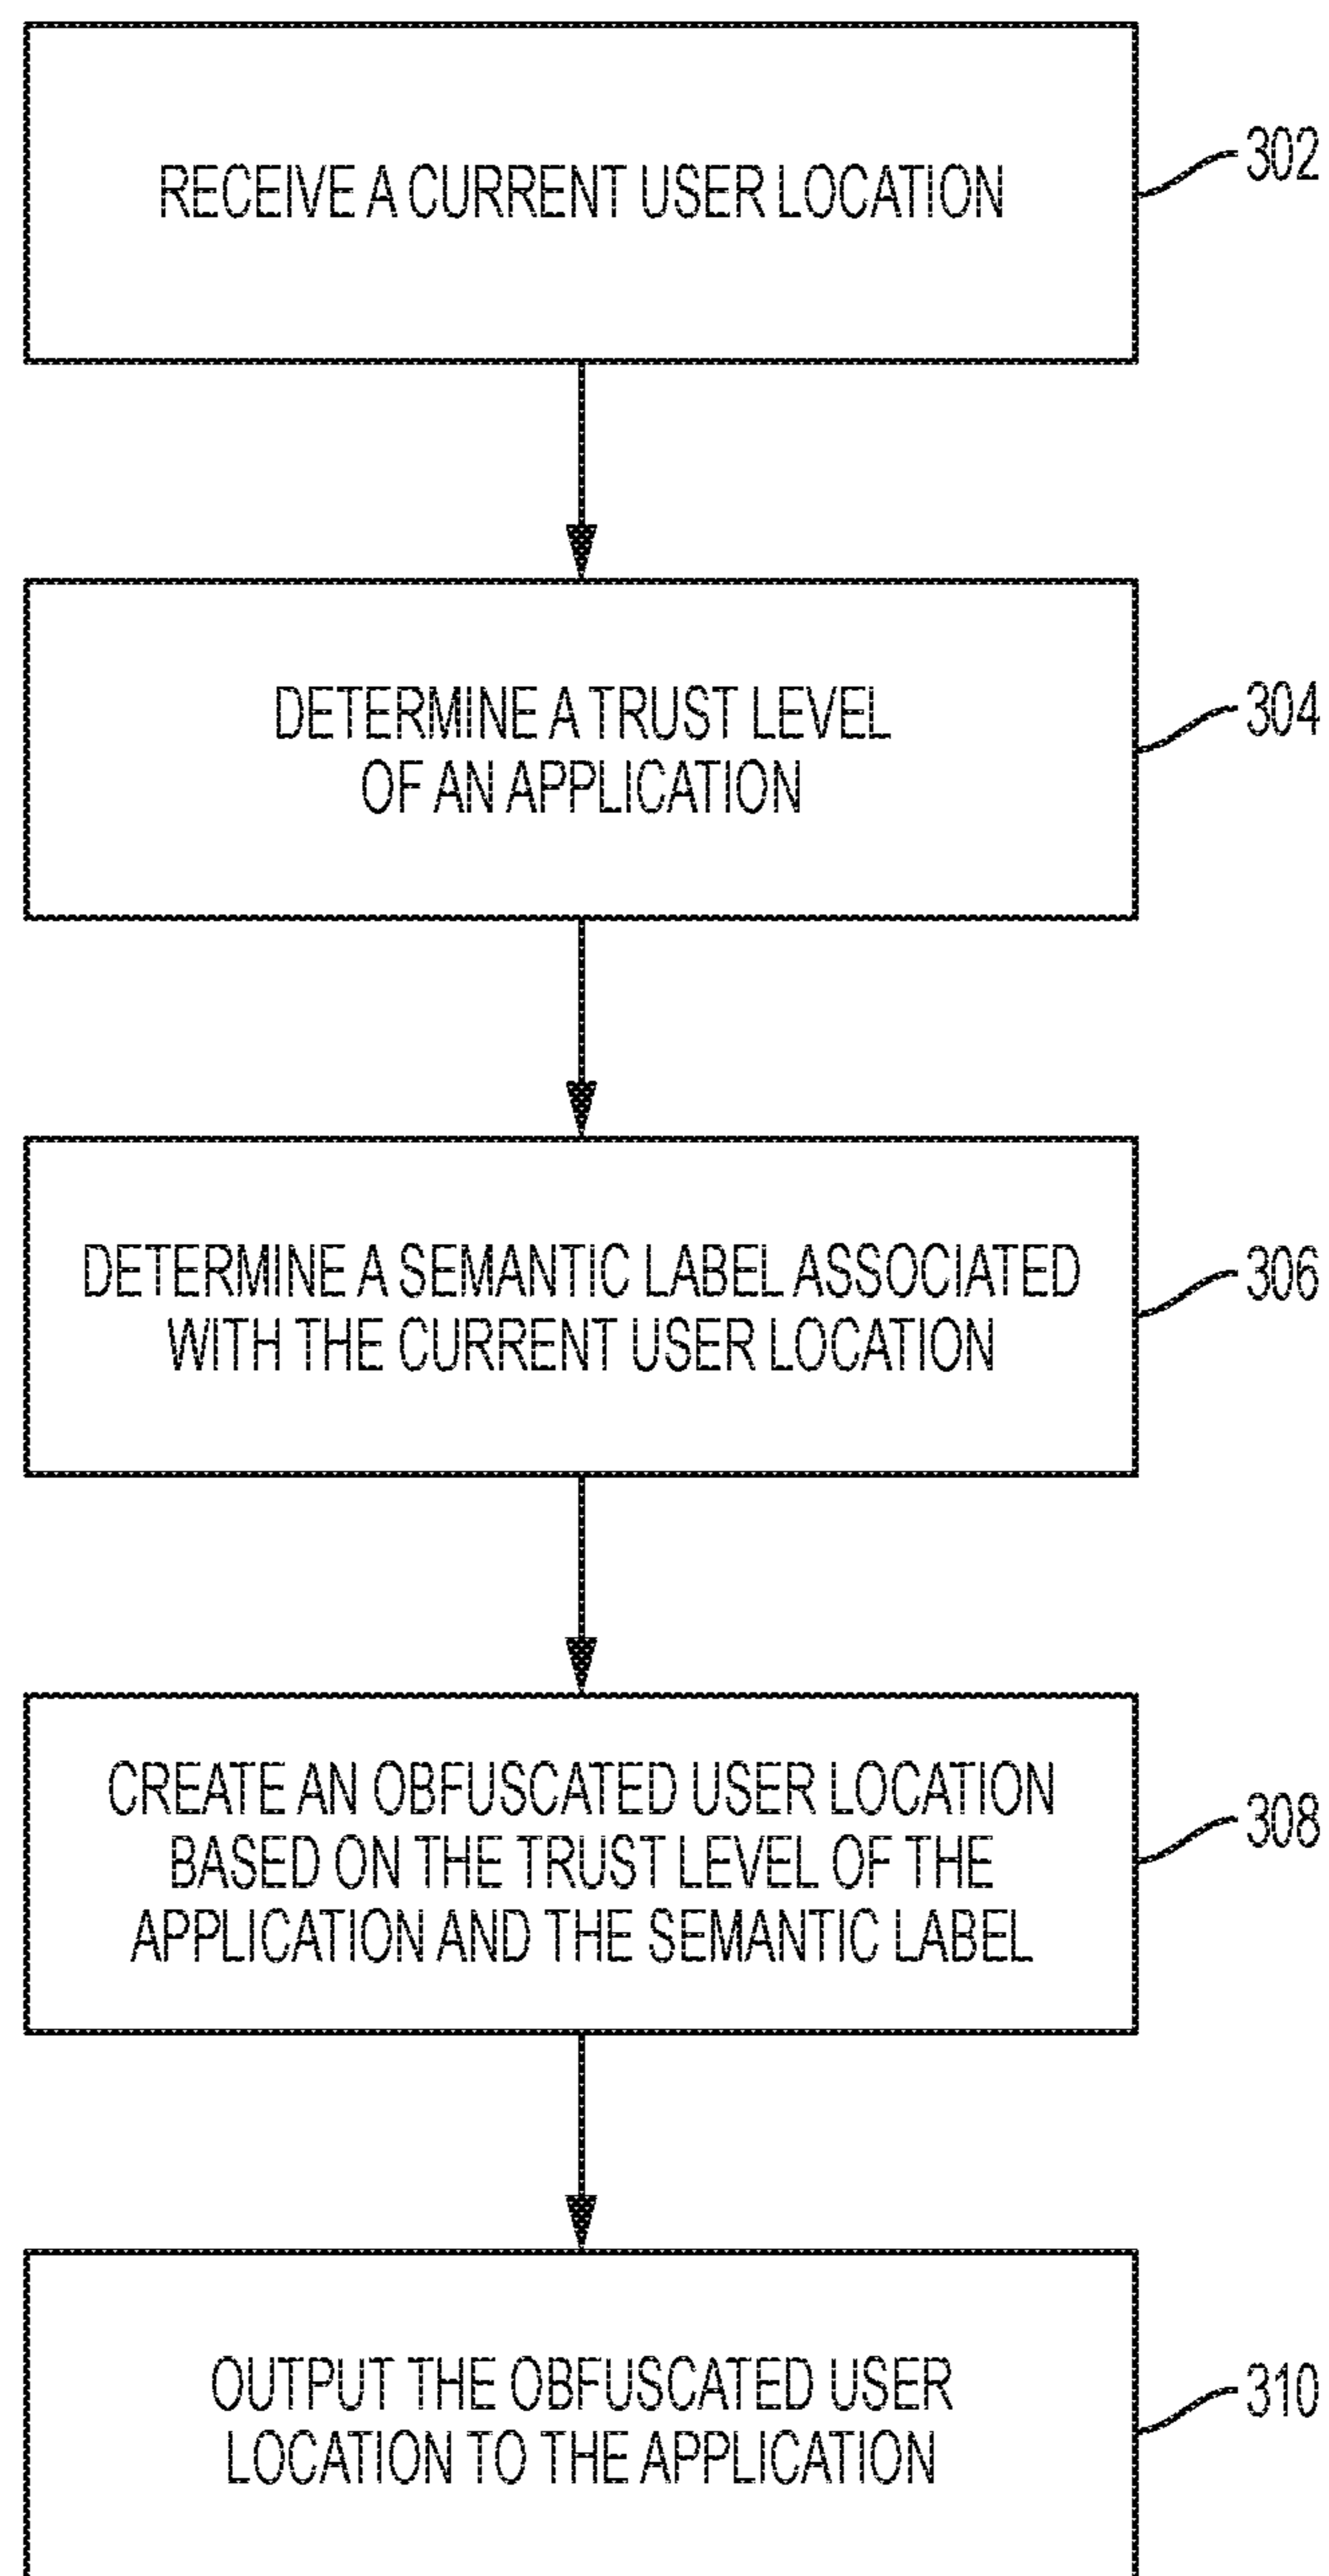 RECEIVE A CURRENT USER LOCATION
302
DETERMINE A TRUST LEVEL
OF AN APPLICATION
304
DETERMINE A SEMANTIC LABEL ASSOCIATED
WITH THE CURRENT USER LOCATION
306
CREATE AN OBFUSCATED USER LOCATION
BASED ON THE TRUST LEVEL OF THE
APPLICATION AND THE SEMANTIC LABEL
308
OUTPUT THE OBFUSCATED USER
LOCATION TO THE APPLICATION
310